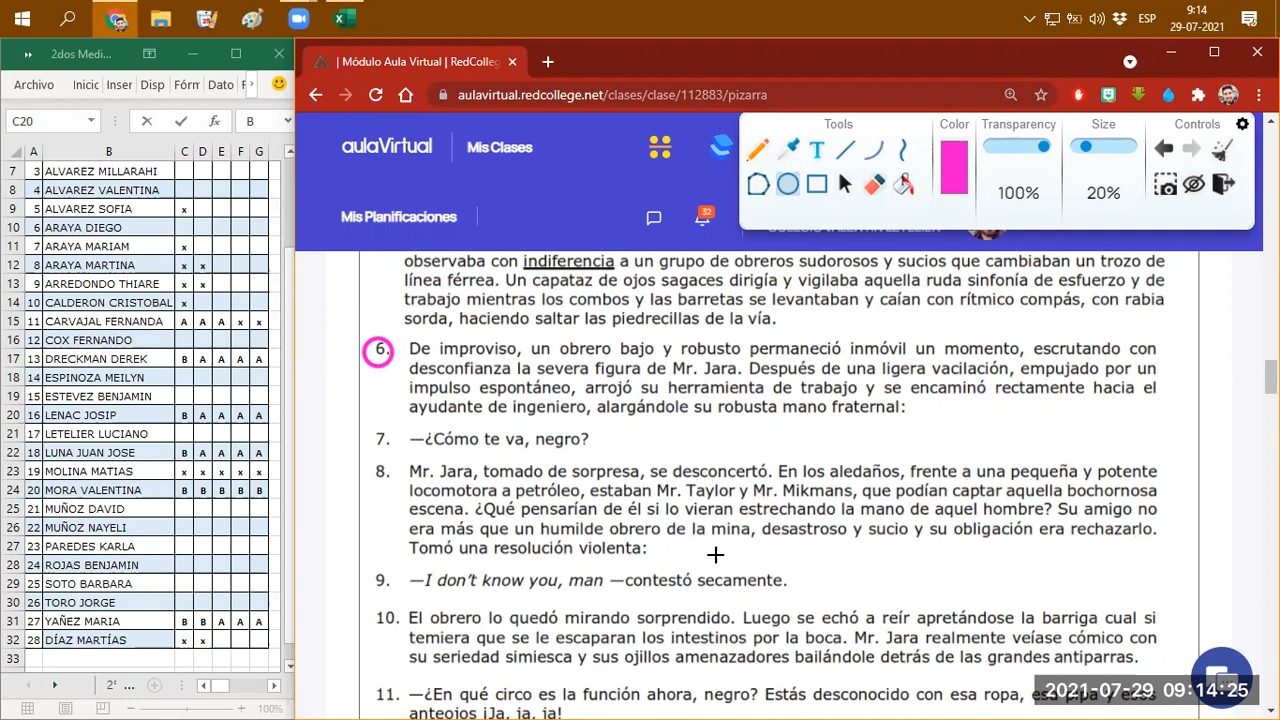 9:14
ESP
29-07-2021
2dos Medi...
| Módulo Aula Virtual | RedColleg
Archivo Inicio Inser Disp Fórm Dato F
aulavirtual.redcollege.net/clases/clase/112883/pizarra
C20 B
A B C D E F G
7 3 ALVAREZ MILLARAHI
8 4 ALVAREZ VALENTINA
9 5 ALVAREZ SOFIA x
10 6 ARAYA DIEGO
11 7 ARAYA MARIAM x
12 8 ARAYA MARTINA x x
13 9 ARREDONDO THIARE x x
14 10 CALDERON CRISTOBAL x
15 11 CARVAJAL FERNANDA A A A x x
16 12 COX FERNANDO
17 13 DRECKMAN DEREK B A A A A
18 14 ESPINOZA MEILYN
19 15 ESTEVEZ BENJAMIN
20 16 LENAC JOSIP B A A A A
21 17 LETELIER LUCIANO
22 18 LUNA JUAN JOSE B A A A A
23 19 MOLINA MATIAS x x x x x
24 20 MORA VALENTINA B B B B B
25 21 MUÑOZ DAVID
26 22 MUÑOZ NAYELI
27 23 PAREDES KARLA
28 24 ROJAS BENJAMIN
29 25 SOTO BARBARA
30 26 TORO JORGE
31 27 YAÑEZ MARIA B B A A A
32 28 DÍAZ MARTÍAS x x
33
2° ...
100%
aulaVirtual Mis Clases
Mis Planificaciones
32
Tools Color Transparency Size Controls
100% 20%
observaba con indiferencia a un grupo de obreros sudorosos y sucios que cambiaban un trozo de
línea férrea. Un capataz de ojos sagaces dirigía y vigilaba aquella ruda sinfonía de esfuerzo y de
trabajo mientras los combos y las barretas se levantaban y caían con rítmico compás, con rabia
sorda, haciendo saltar las piedrecillas de la vía.
6. De improviso, un obrero bajo y robusto permaneció inmóvil un momento, escrutando con
desconfianza la severa figura de Mr. Jara. Después de una ligera vacilación, empujado por un
impulso espontáneo, arrojó su herramienta de trabajo y se encaminó rectamente hacia el
ayudante de ingeniero, alargándole su robusta mano fraternal:
7. —¿Cómo te va, negro?
8. Mr. Jara, tomado de sorpresa, se desconcertó. En los aledaños, frente a una pequeña y potente
locomotora a petróleo, estaban Mr. Taylor y Mr. Mikmans, que podían captar aquella bochornosa
escena. ¿Qué pensarían de él si lo vieran estrechando la mano de aquel hombre? Su amigo no
era más que un humilde obrero de la mina, desastroso y sucio y su obligación era rechazarlo.
Tomó una resolución violenta:
9. —I don't know you, man —contestó secamente.
10. El obrero lo quedó mirando sorprendido. Luego se echó a reír apretándose la barriga cual si
temiera que se le escaparan los intestinos por la boca. Mr. Jara realmente veíase cómico con
su seriedad simiesca y sus ojillos amenazadores bailándole detrás de las grandes antiparras.
11. —¿En qué circo es la función ahora, negro? Estás desconocido con esa ropa, esa pipa y esos
anteojos ¡Ja, ja, ja!
2021-07-29 09:14:25